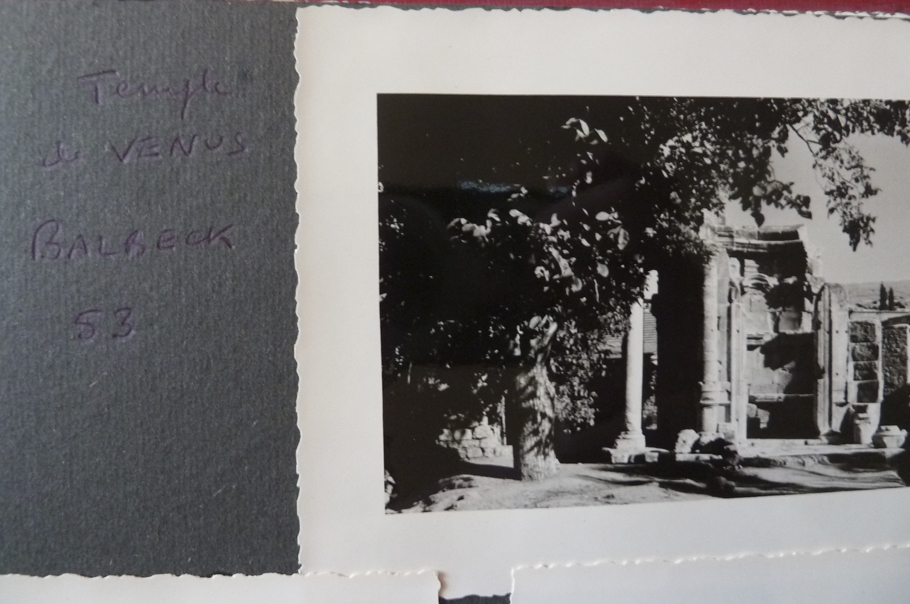 Temple
de VENUS
BALBECK
53